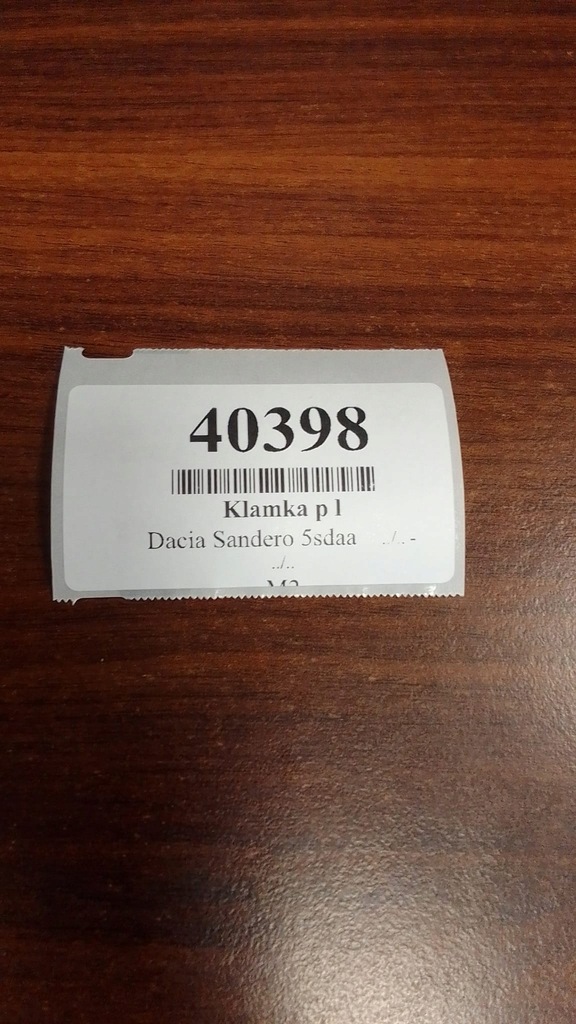 40398
Klamka p l
Dacia Sandero 5sdaa ../.. -
../..